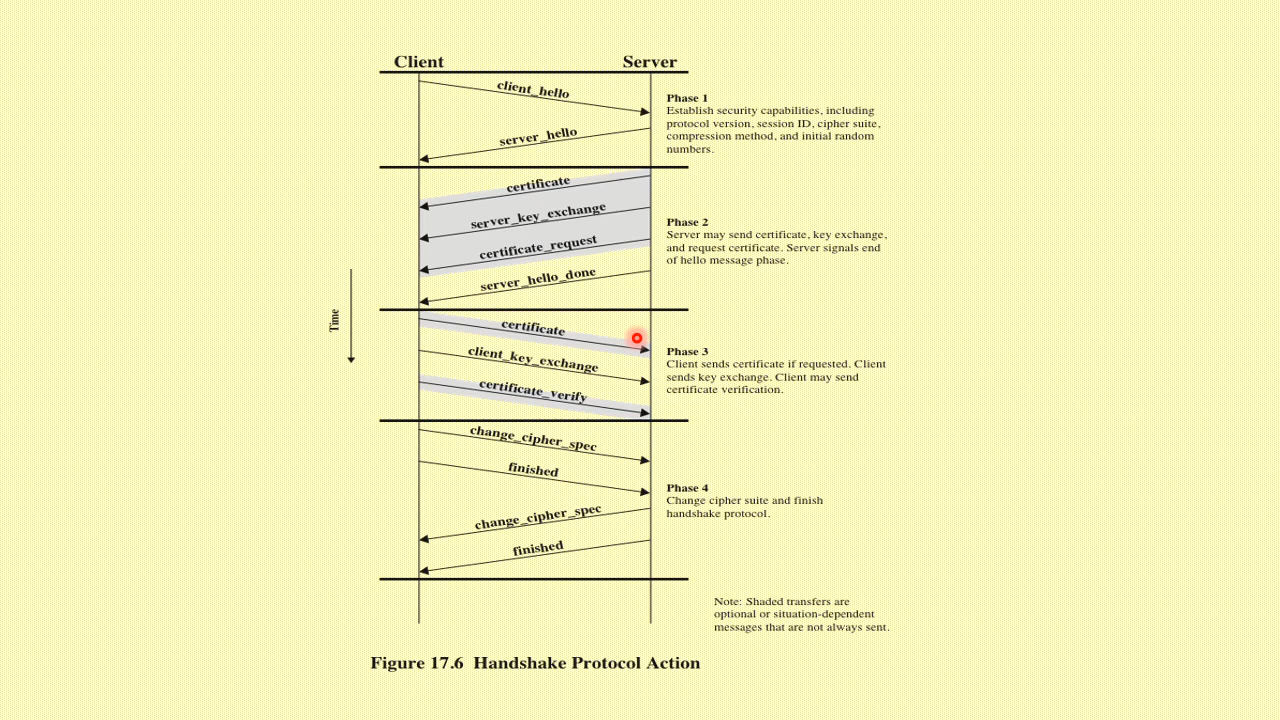 Client
Server
client_hello
server_hello
Phase 1
Establish security capabilities, including
protocol version, session ID, cipher suite,
compression method, and initial random
numbers.
certificate
server_key_exchange
certificate_request
server_hello_done
Phase 2
Server may send certificate, key exchange,
and request certificate. Server signals end
of hello message phase.
Time
certificate
client_key_exchange
certificate_verify
Phase 3
Client sends certificate if requested. Client
sends key exchange. Client may send
certificate verification.
change_cipher_spec
finished
change_cipher_spec
finished
Phase 4
Change cipher suite and finish
handshake protocol.
Note: Shaded transfers are
optional or situation-dependent
messages that are not always sent.
Figure 17.6 Handshake Protocol Action